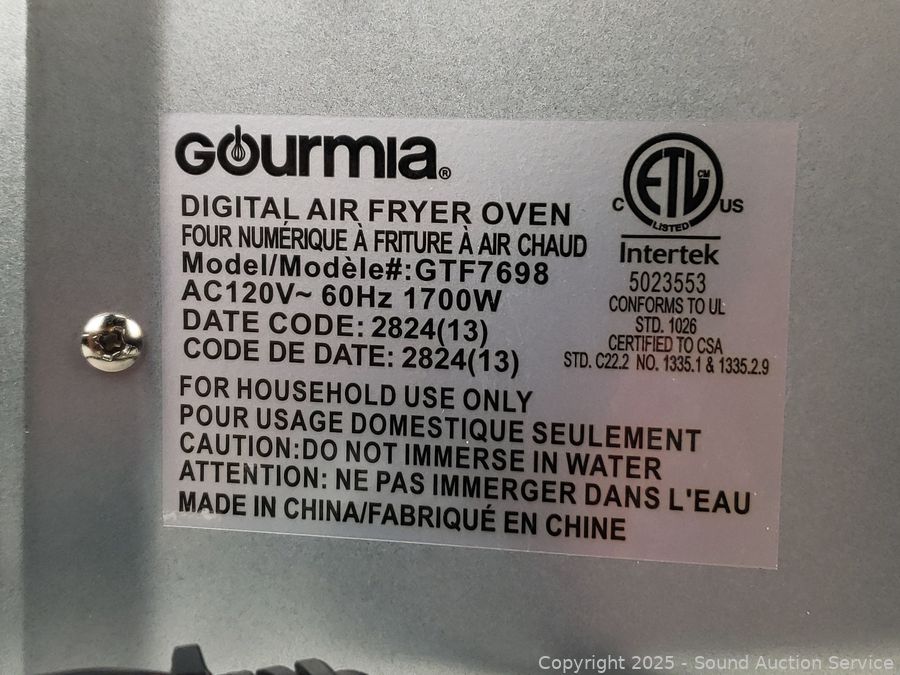 Gourmia®
DIGITAL AIR FRYER OVEN
FOUR NUMÉRIQUE À FRITURE À AIR CHAUD
Model/Modèle#:GTF7698
AC120V~ 60Hz 1700W
DATE CODE: 2824(13)
CODE DE DATE: 2824(13)
ETL CM
LISTED
C US
Intertek
5023553
CONFORMS TO UL
STD. 1026
CERTIFIED TO CSA
STD. C22.2 NO. 1335.1 & 1335.2.9
FOR HOUSEHOLD USE ONLY
POUR USAGE DOMESTIQUE SEULEMENT
CAUTION:DO NOT IMMERSE IN WATER
ATTENTION: NE PAS IMMERGER DANS L'EAU
MADE IN CHINA/FABRIQUÉ EN CHINE
Copyright © 2025 - Sound Auction Service